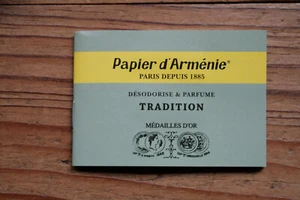 Papier d'Arménie®
PARIS DEPUIS 1885
DÉSODORISE & PARFUME
TRADITION
MÉDAILLES D'OR